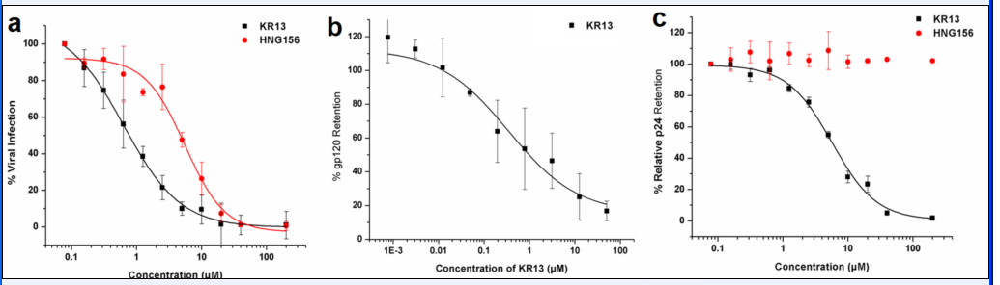 a
KR13
HNG156
100
80
60
40
20
0
% Viral Infection
0.1
1
10
100
Concentration (µM)
b
KR13
120
100
80
60
40
20
0
% gp120 Retention
1E-3
0.01
0.1
1
10
100
Concentration of KR13 (µM)
c
KR13
HNG156
120
100
80
60
40
20
0
% Relative p24 Retention
0.1
1
10
100
Concentration (µM)